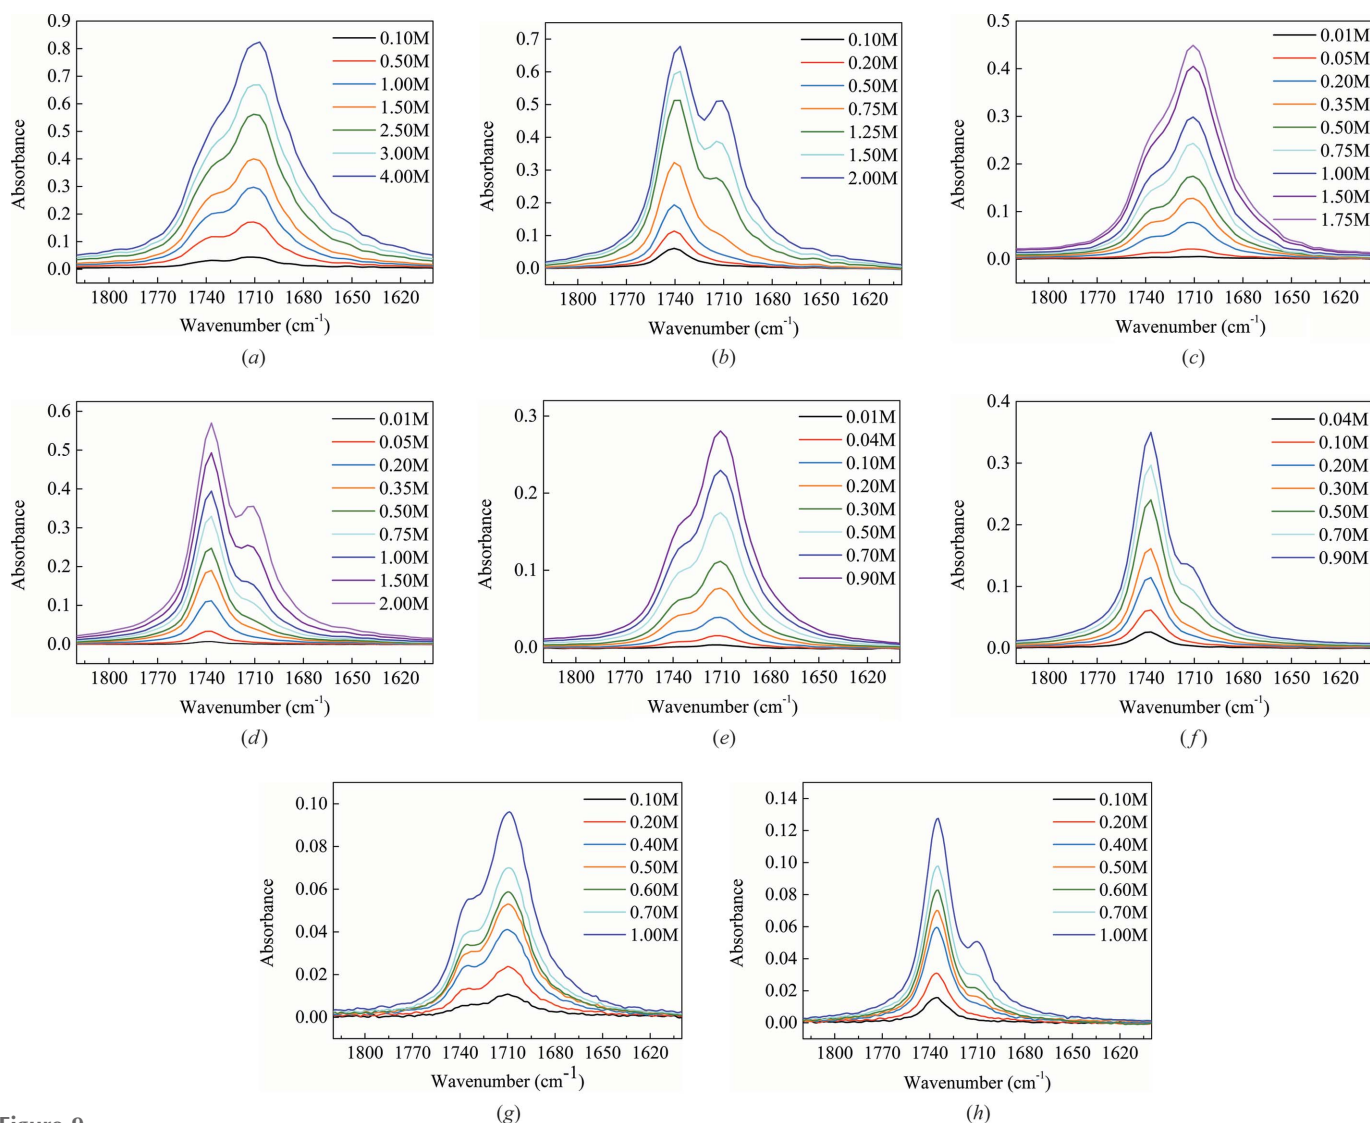 0.9
0.8
0.7
0.6
0.5
0.4
0.3
0.2
0.1
0.0
Absorbance
0.10M
0.50M
1.00M
1.50M
2.50M
3.00M
4.00M
1800 1770 1740 1710 1680 1650 1620
Wavenumber (cm-1)
(a)
0.7
0.6
0.5
0.4
0.3
0.2
0.1
0.0
Absorbance
0.10M
0.20M
0.50M
0.75M
1.25M
1.50M
2.00M
1800 1770 1740 1710 1680 1650 1620
Wavenumber (cm-1)
(b)
0.5
0.4
0.3
0.2
0.1
0.0
Absorbance
0.01M
0.05M
0.20M
0.35M
0.50M
0.75M
1.00M
1.50M
1.75M
1800 1770 1740 1710 1680 1650 1620
Wavenumber (cm-1)
(c)
0.6
0.5
0.4
0.3
0.2
0.1
0.0
Absorbance
0.01M
0.05M
0.20M
0.35M
0.50M
0.75M
1.00M
1.50M
2.00M
1800 1770 1740 1710 1680 1650 1620
Wavenumber (cm-1)
(d)
0.3
0.2
0.1
0.0
Absorbance
0.01M
0.04M
0.10M
0.20M
0.30M
0.50M
0.70M
0.90M
1800 1770 1740 1710 1680 1650 1620
Wavenumber (cm-1)
(e)
0.4
0.3
0.2
0.1
0.0
Absorbance
0.04M
0.10M
0.20M
0.30M
0.50M
0.70M
0.90M
1800 1770 1740 1710 1680 1650 1620
Wavenumber (cm-1)
(f)
0.10
0.08
0.06
0.04
0.02
0.00
Absorbance
0.10M
0.20M
0.40M
0.50M
0.60M
0.70M
1.00M
1800 1770 1740 1710 1680 1650 1620
Wavenumber (cm-1)
(g)
0.14
0.12
0.10
0.08
0.06
0.04
0.02
0.00
Absorbance
0.10M
0.20M
0.40M
0.50M
0.60M
0.70M
1.00M
1800 1770 1740 1710 1680 1650 1620
Wavenumber (cm-1)
(h)